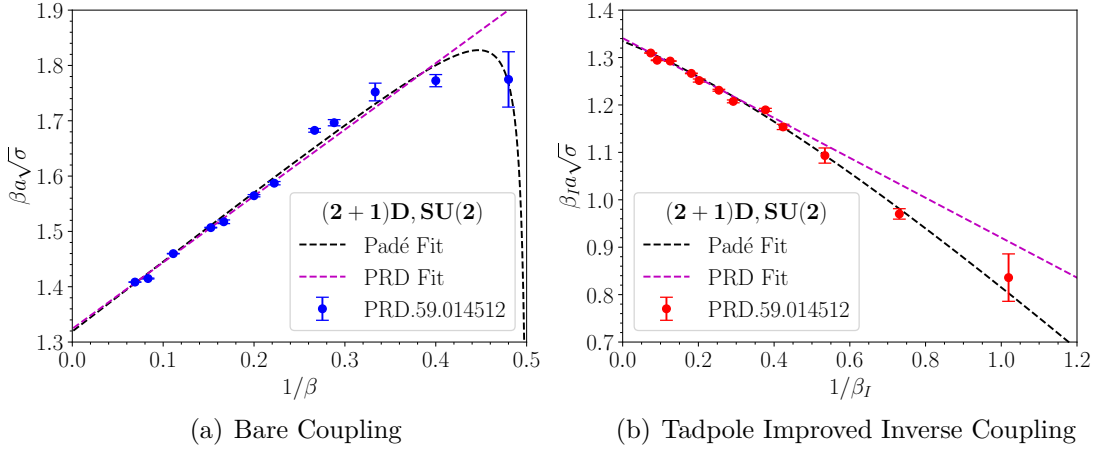 1.9
1.8
1.7
1.6
1.5
1.4
1.3
βa√σ
0.0 0.1 0.2 0.3 0.4 0.5
1/β
(2 + 1)D, SU(2)
Padé Fit
PRD Fit
PRD.59.014512
(a) Bare Coupling
1.4
1.3
1.2
1.1
1.0
0.9
0.8
0.7
β_I a√σ
0.0 0.2 0.4 0.6 0.8 1.0 1.2
1/β_I
(2 + 1)D, SU(2)
Padé Fit
PRD Fit
PRD.59.014512
(b) Tadpole Improved Inverse Coupling